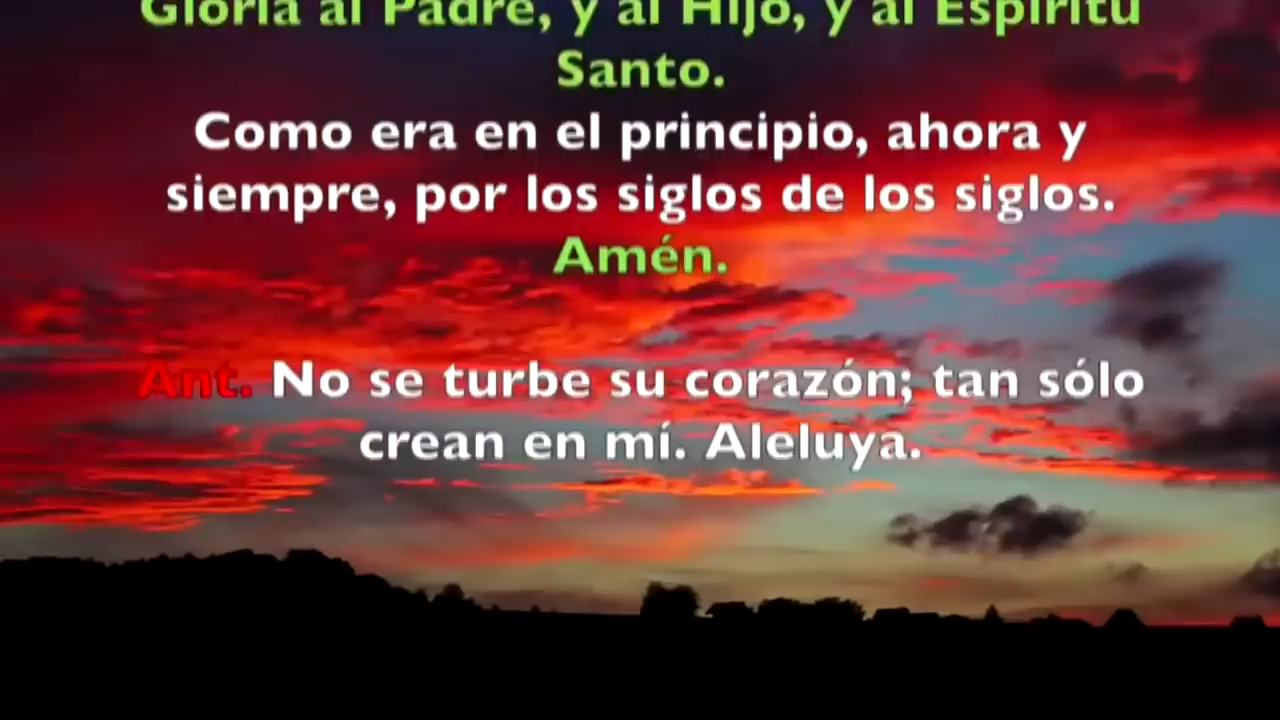 Gloria al Padre, y al Hijo, y al Espíritu
Santo.
Como era en el principio, ahora y
siempre, por los siglos de los siglos.
Amén.
Ant. No se turbe su corazón; tan sólo
crean en mí. Aleluya.